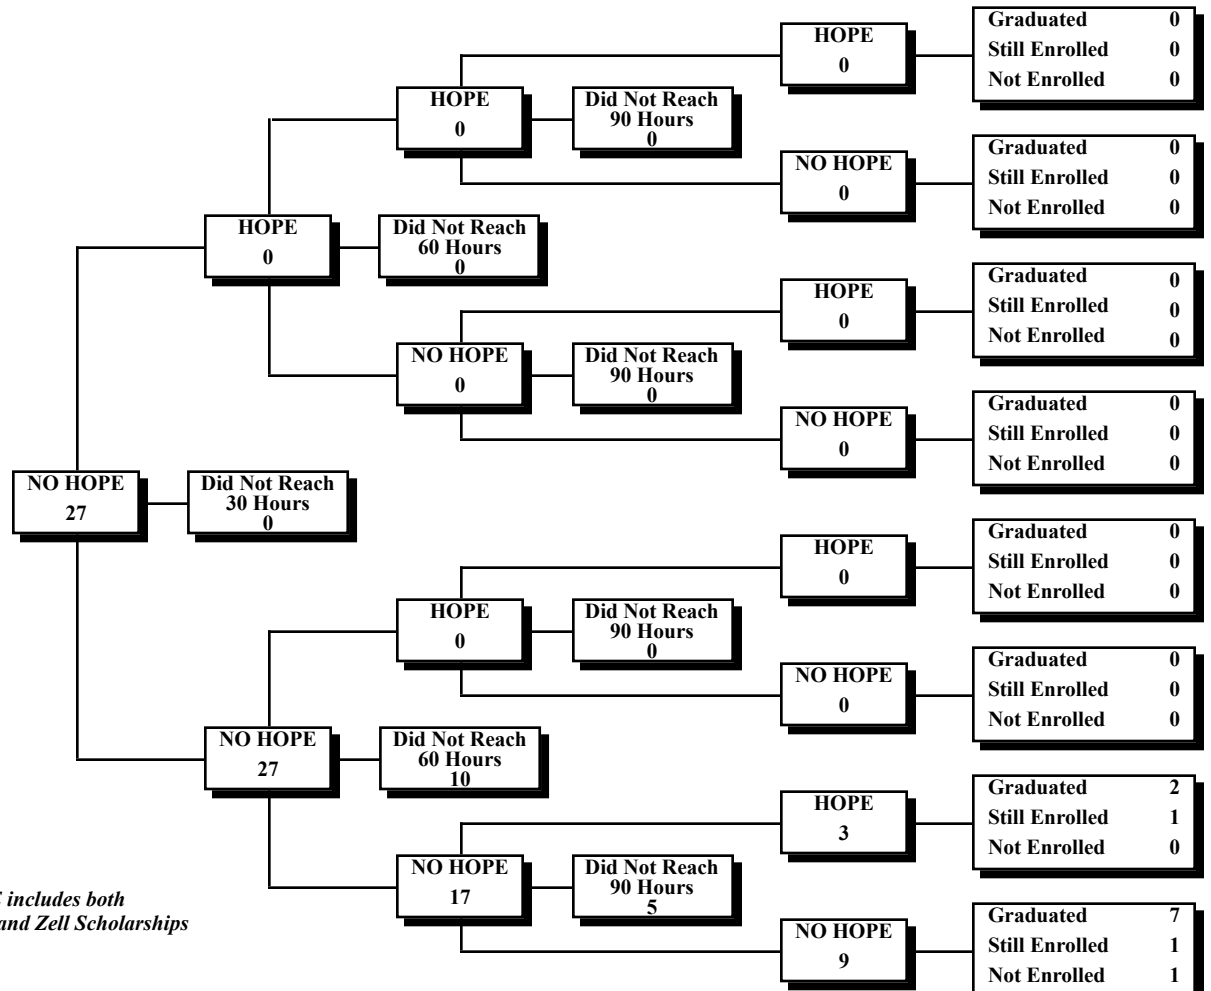 Graduated 0
Still Enrolled 0
Not Enrolled 0
HOPE
0
HOPE
0
Did Not Reach
90 Hours
0
Graduated 0
Still Enrolled 0
Not Enrolled 0
NO HOPE
0
HOPE
0
Did Not Reach
60 Hours
0
Graduated 0
Still Enrolled 0
Not Enrolled 0
HOPE
0
NO HOPE
0
Did Not Reach
90 Hours
0
Graduated 0
Still Enrolled 0
Not Enrolled 0
NO HOPE
0
NO HOPE
27
Did Not Reach
30 Hours
0
Graduated 0
Still Enrolled 0
Not Enrolled 0
HOPE
0
HOPE
0
Did Not Reach
90 Hours
0
Graduated 0
Still Enrolled 0
Not Enrolled 0
NO HOPE
0
NO HOPE
27
Did Not Reach
60 Hours
10
Graduated 2
Still Enrolled 1
Not Enrolled 0
HOPE
3
NO HOPE
17
Did Not Reach
90 Hours
5
includes both
and Zell Scholarships
Graduated 7
Still Enrolled 1
Not Enrolled 1
NO HOPE
9